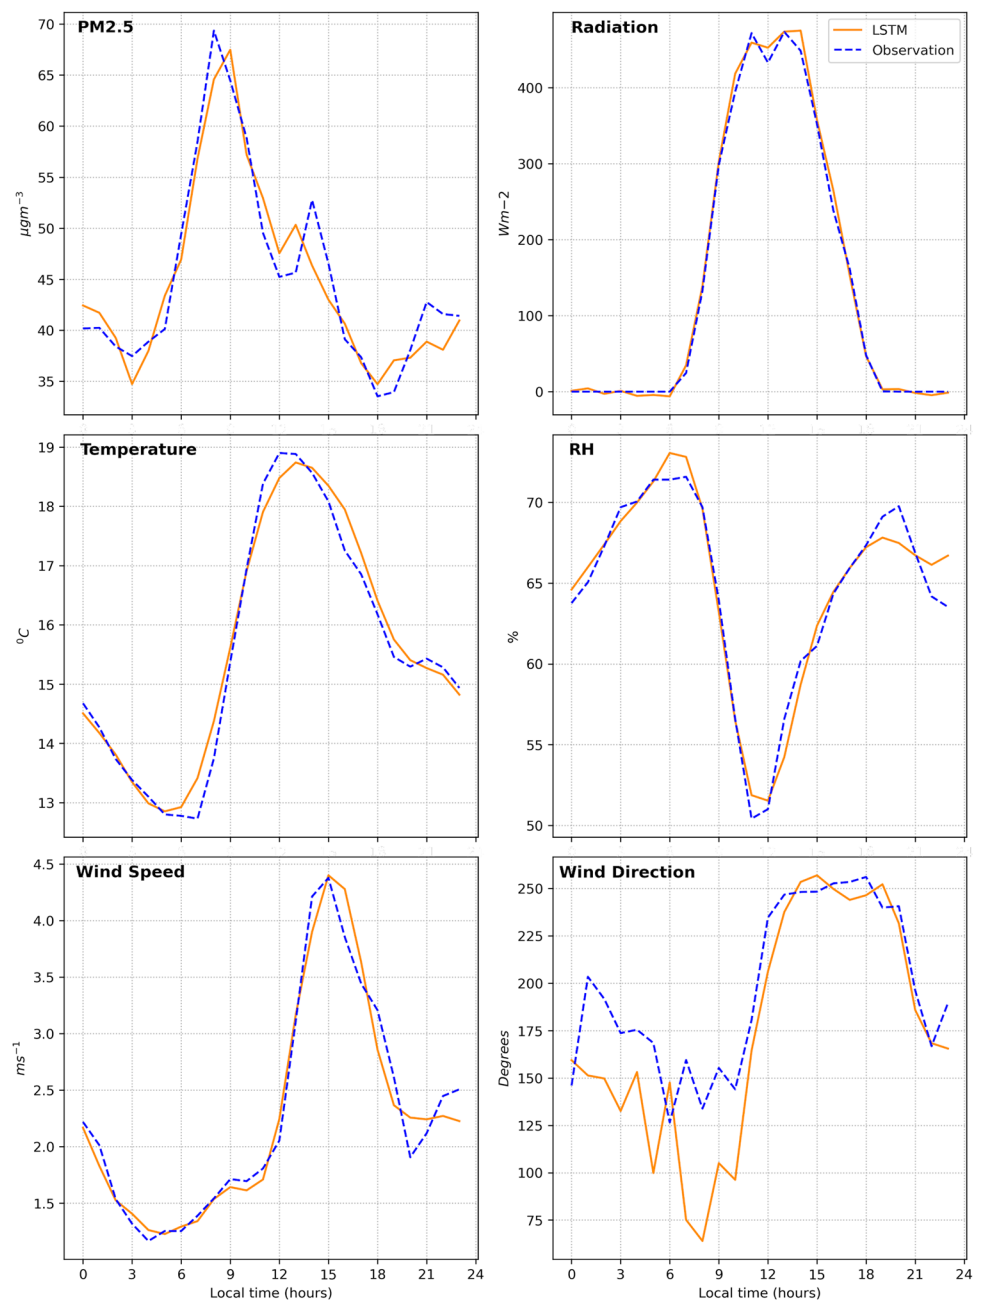 PM2.5
70
65
60
55
50
45
40
35
µgm⁻³
Radiation
LSTM
Observation
400
300
200
100
0
Wm−2
Temperature
19
18
17
16
15
14
13
⁰C
RH
70
65
60
55
50
%
Wind Speed
4.5
4.0
3.5
3.0
2.5
2.0
1.5
ms⁻¹
0 3 6 9 12 15 18 21 24
Local time (hours)
Wind Direction
250
225
200
175
150
125
100
75
Degrees
0 3 6 9 12 15 18 21 24
Local time (hours)